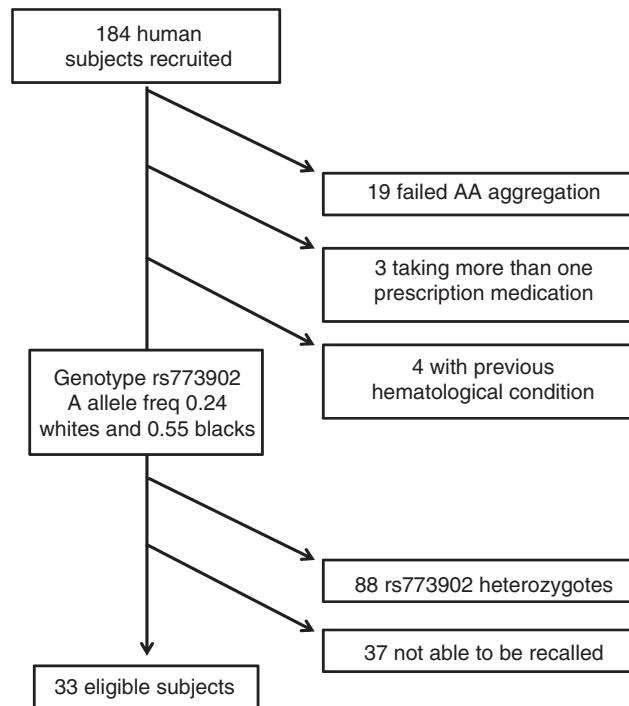 184 human
subjects recruited
19 failed AA aggregation
3 taking more than one
prescription medication
4 with previous
hematological condition
Genotype rs773902
A allele freq 0.24
whites and 0.55 blacks
88 rs773902 heterozygotes
37 not able to be recalled
33 eligible subjects